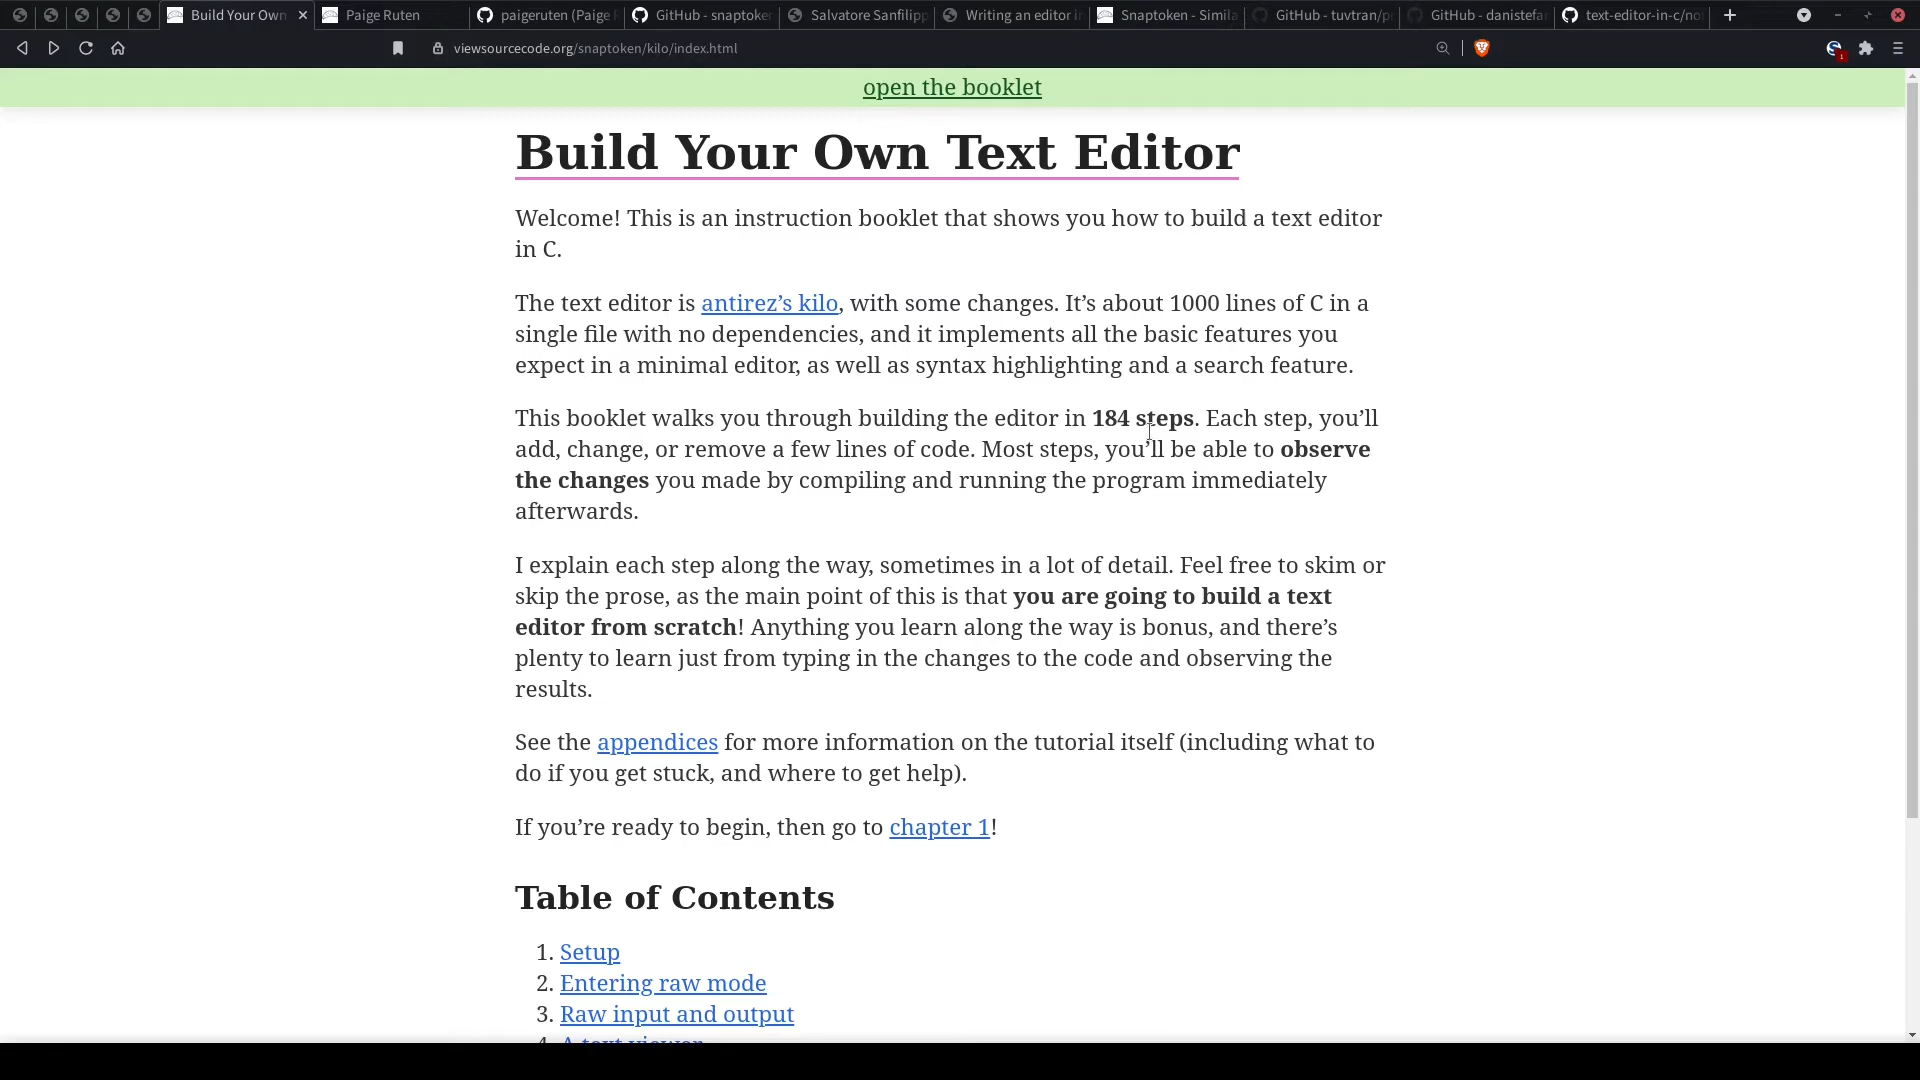 Build Your Own
Paige Ruten
paigeruten (Paige
GitHub - snaptoken
Salvatore Sanfilipp
Writing an editor in
Snaptoken - Simila
GitHub - tuvtran/p
GitHub - danistefa
text-editor-in-c/no
viewsourcecode.org/snaptoken/kilo/index.html
1
open the booklet
Build Your Own Text Editor
Welcome! This is an instruction booklet that shows you how to build a text editor
in C.
The text editor is antirez’s kilo, with some changes. It’s about 1000 lines of C in a
single file with no dependencies, and it implements all the basic features you
expect in a minimal editor, as well as syntax highlighting and a search feature.
This booklet walks you through building the editor in 184 steps. Each step, you’ll
add, change, or remove a few lines of code. Most steps, you’ll be able to observe
the changes you made by compiling and running the program immediately
afterwards.
I explain each step along the way, sometimes in a lot of detail. Feel free to skim or
skip the prose, as the main point of this is that you are going to build a text
editor from scratch! Anything you learn along the way is bonus, and there’s
plenty to learn just from typing in the changes to the code and observing the
results.
See the appendices for more information on the tutorial itself (including what to
do if you get stuck, and where to get help).
If you’re ready to begin, then go to chapter 1!
Table of Contents
1. Setup
2. Entering raw mode
3. Raw input and output
4. A text viewer